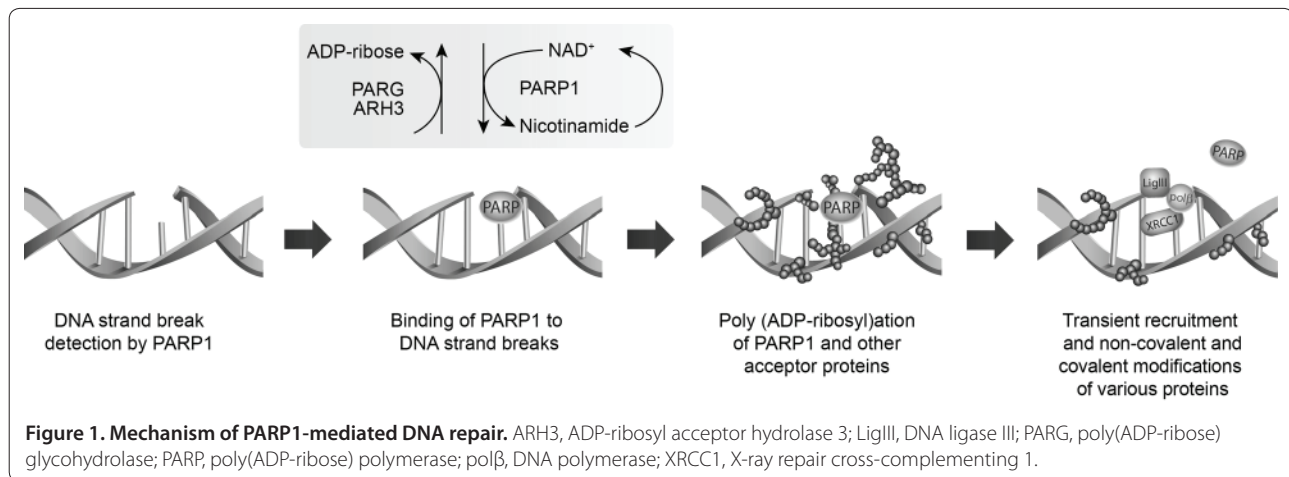 ADP-ribose
PARG
ARH3
NAD⁺
PARP1
Nicotinamide
PARP
PARP
PARP
LigIII
polβ
XRCC1
DNA strand break
detection by PARP1
Binding of PARP1 to
DNA strand breaks
Poly (ADP-ribosyl)ation
of PARP1 and other
acceptor proteins
Transient recruitment
and non-covalent and
covalent modifications
of various proteins
Figure 1. Mechanism of PARP1-mediated DNA repair. ARH3, ADP-ribosyl acceptor hydrolase 3; LigIII, DNA ligase III; PARG, poly(ADP-ribose)
glycohydrolase; PARP, poly(ADP-ribose) polymerase; polβ, DNA polymerase; XRCC1, X-ray repair cross-complementing 1.